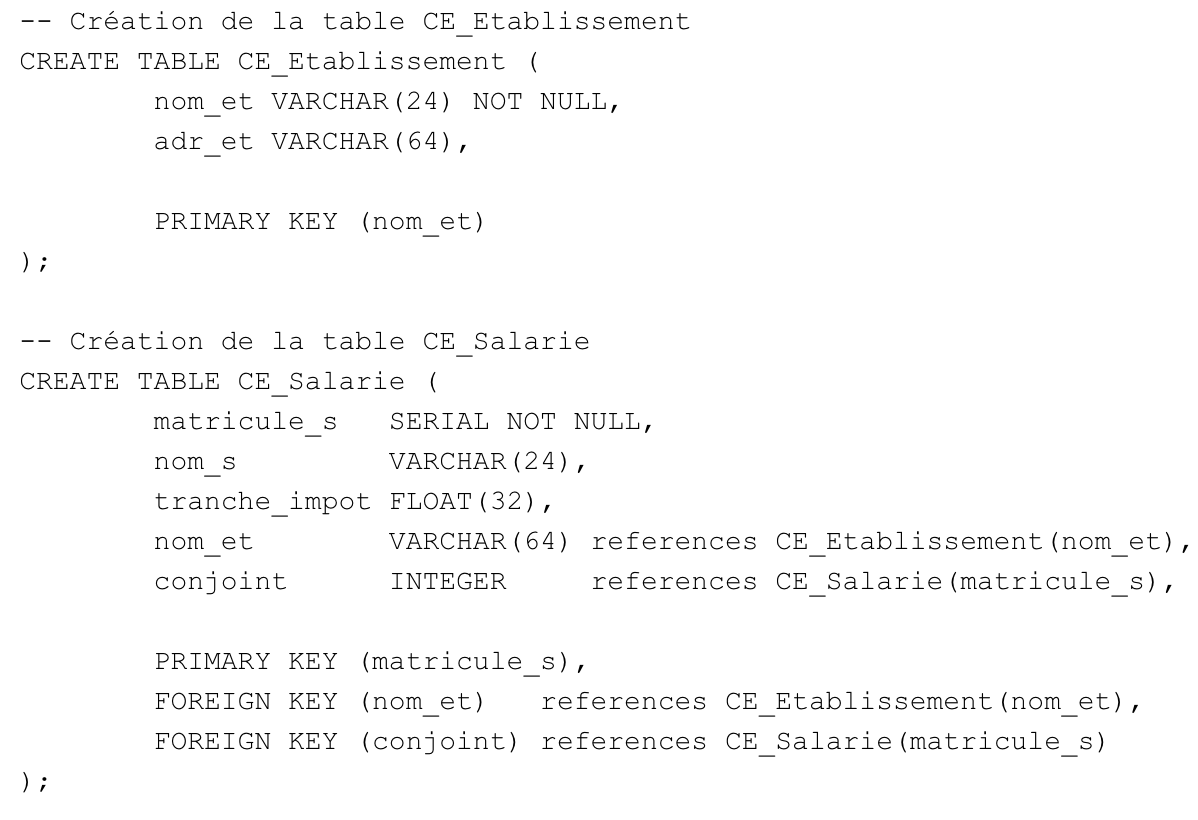 -- Création de la table CE_Etablissement
CREATE TABLE CE_Etablissement (
nom_et VARCHAR(24) NOT NULL,
adr_et VARCHAR(64),
PRIMARY KEY (nom_et)
);
-- Création de la table CE_Salarie
CREATE TABLE CE_Salarie (
matricule_s SERIAL NOT NULL,
nom_s VARCHAR(24),
tranche_impot FLOAT(32),
nom_et VARCHAR(64) references CE_Etablissement(nom_et),
conjoint INTEGER references CE_Salarie(matricule_s),
PRIMARY KEY (matricule_s),
FOREIGN KEY (nom_et) references CE_Etablissement(nom_et),
FOREIGN KEY (conjoint) references CE_Salarie(matricule_s)
);